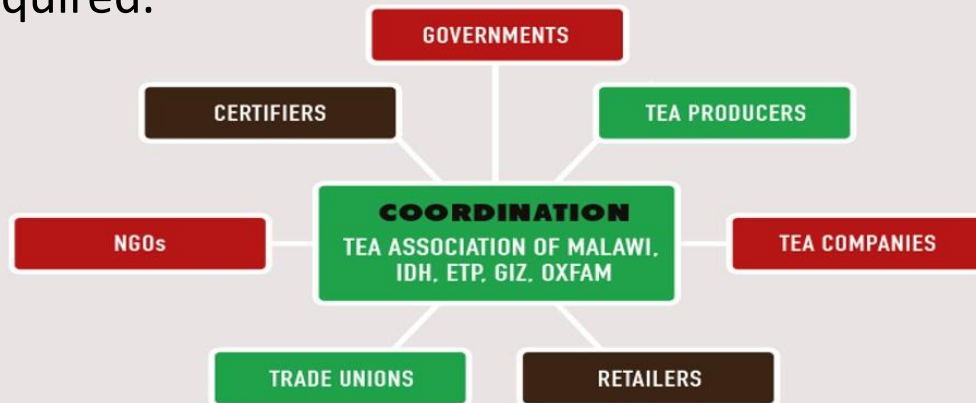 GOVERNMENTS
CERTIFIERS
TEA PRODUCERS
COORDINATION
TEA ASSOCIATION OF MALAWI,
IDH, ETP, GIZ, OXFAM
NGOs
TEA COMPANIES
TRADE UNIONS
RETAILERS